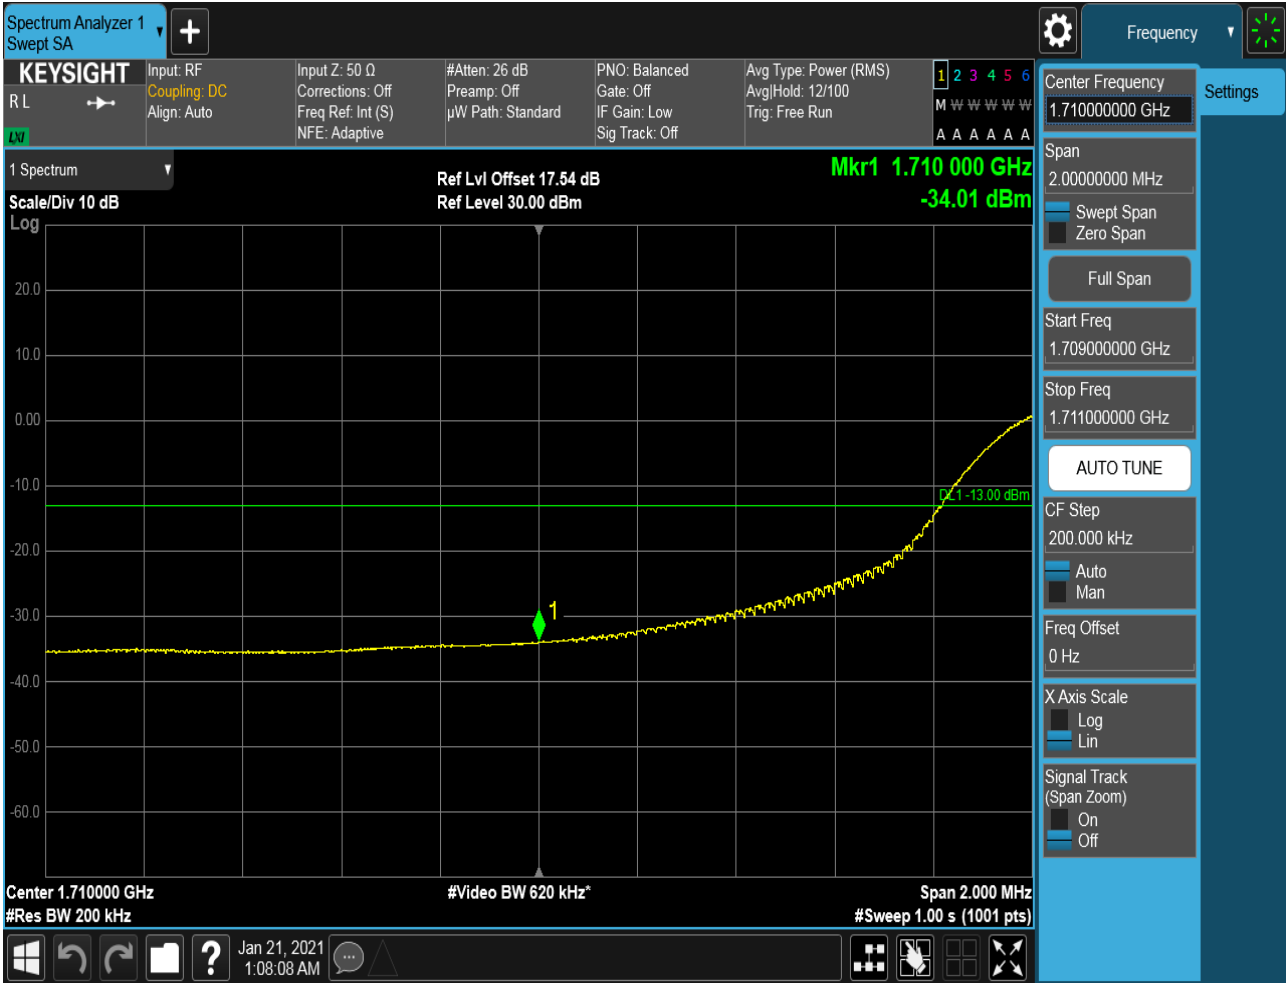 Spectrum Analyzer 1
Swept SA
Frequency
KEYSIGHT
R L
LXI
Input: RF
Coupling: DC
Align: Auto
Input Z: 50 Ω
Corrections: Off
Freq Ref: Int (S)
NFE: Adaptive
#Atten: 26 dB
Preamp: Off
µW Path: Standard
PNO: Balanced
Gate: Off
IF Gain: Low
Sig Track: Off
Avg Type: Power (RMS)
Avg|Hold: 12/100
Trig: Free Run
1 2 3 4 5 6
M W W W W W
A A A A A A
1 Spectrum
Scale/Div 10 dB
Log
Ref Lvl Offset 17.54 dB
Ref Level 30.00 dBm
Mkr1 1.710 000 GHz
-34.01 dBm
20.0
10.0
0.00
-10.0
-20.0
-30.0
-40.0
-50.0
-60.0
DL1 -13.00 dBm
1
Center 1.710000 GHz
#Res BW 200 kHz
#Video BW 620 kHz*
Span 2.000 MHz
#Sweep 1.00 s (1001 pts)
Jan 21, 2021
1:08:08 AM
Center Frequency
1.710000000 GHz
Span
2.00000000 MHz
Swept Span
Zero Span
Full Span
Start Freq
1.709000000 GHz
Stop Freq
1.711000000 GHz
AUTO TUNE
CF Step
200.000 kHz
Auto
Man
Freq Offset
0 Hz
X Axis Scale
Log
Lin
Signal Track
(Span Zoom)
On
Off
Settings